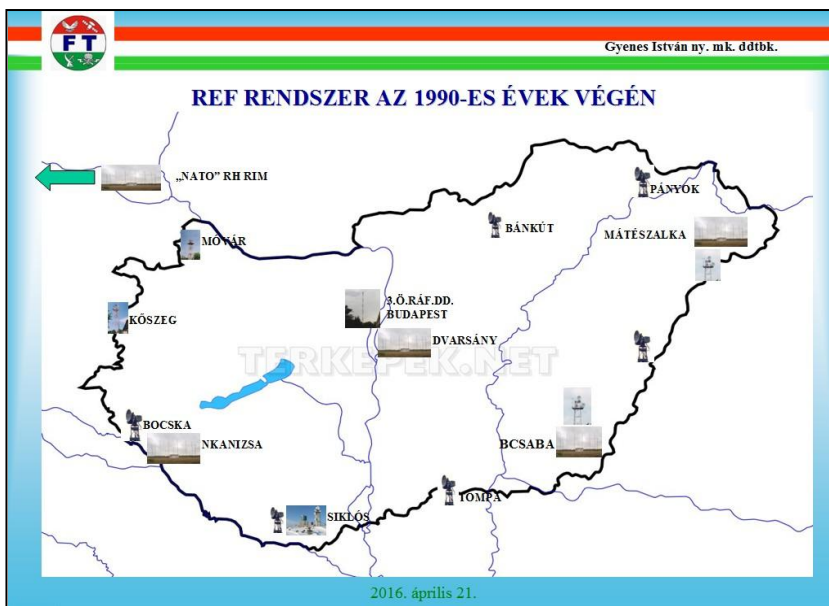 FT
Gyenes István ny. mk. ddtbk.
REF RENDSZER AZ 1990-ES ÉVEK VÉGÉN
„NATO” RH RIM
PÁNYOK
BÁNKÚT
MÁTÉSZALKA
MÓVÁR
3.Ö.RÁF.DD.
BUDAPEST
KŐSZEG
DVARSÁNY
TERKEPEK.NET
BOCSKA
NKANIZSA
BCSABA
TOMPA
SIKLÓS
2016. április 21.